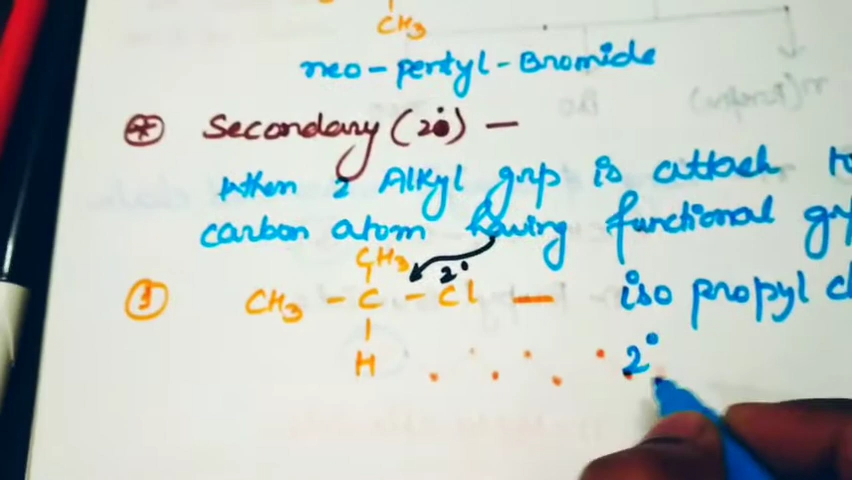 CH3
neo-pentyl-Bromide
Secondary (2°) —
When 2 Alkyl grp is attach
carbon atom having functional
CH3
2°
① CH3 - C - Cl — iso propyl
H
2°